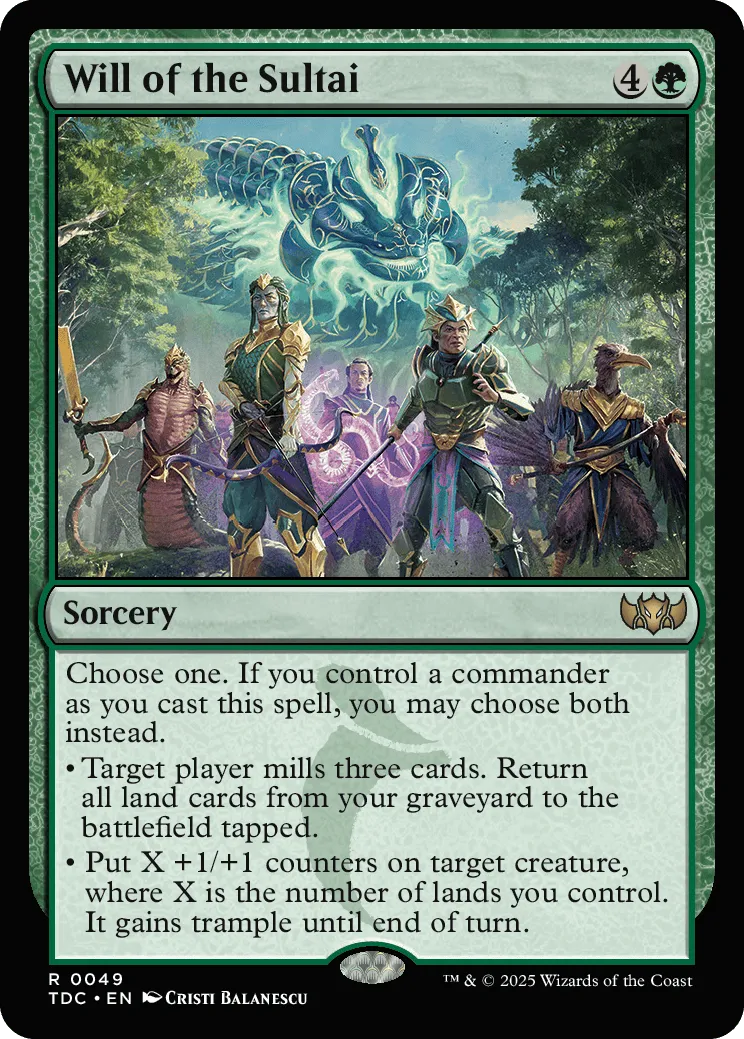 Will of the Sultai 4
Sorcery
Choose one. If you control a commander
as you cast this spell, you may choose both
instead.
• Target player mills three cards. Return
all land cards from your graveyard to the
battlefield tapped.
• Put X +1/+1 counters on target creature,
where X is the number of lands you control.
It gains trample until end of turn.
R 0049
TDC • EN Cristi Balanescu
™ & © 2025 Wizards of the Coast